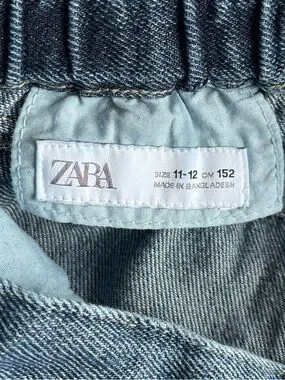 ZARA
SIZE 11-12 CM 152
MADE IN BANGLADESH